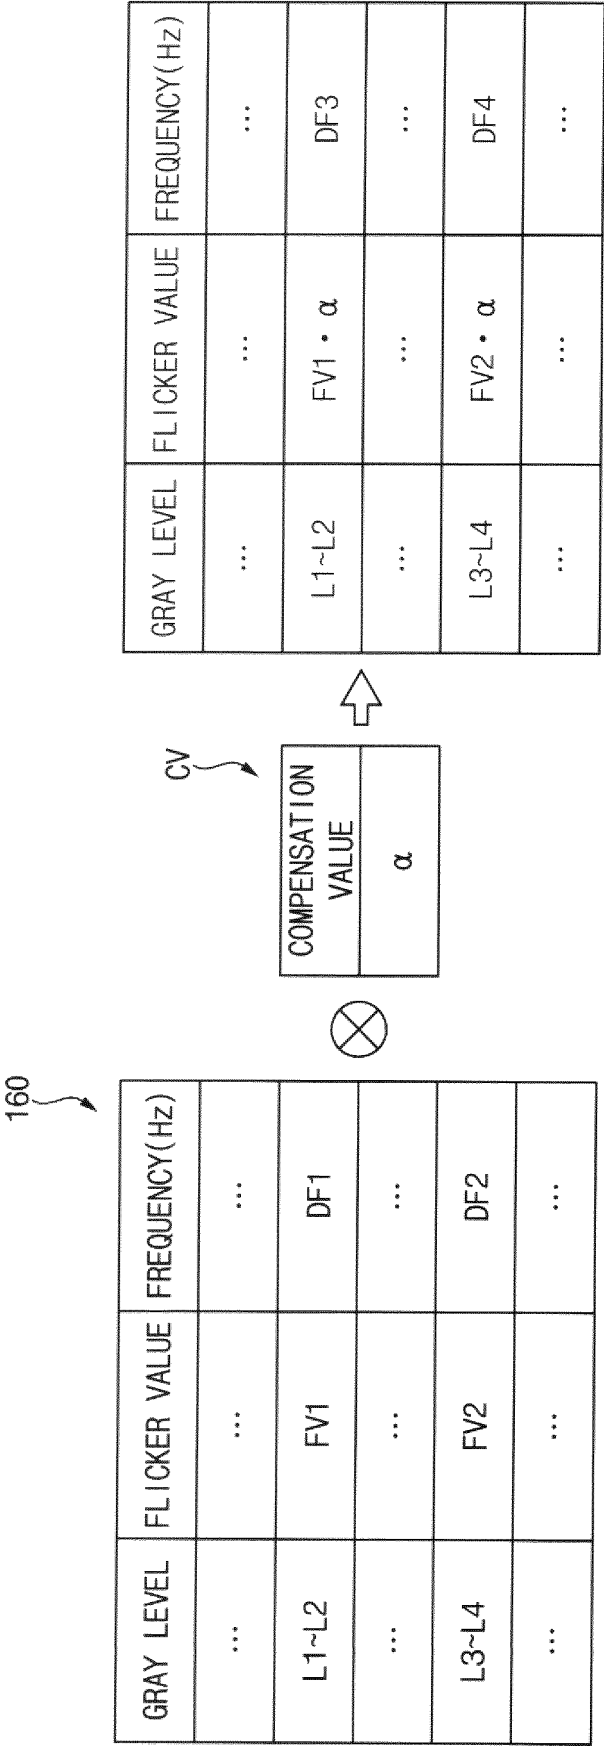 160
GRAY LEVEL FLICKER VALUE FREQUENCY(Hz)
... ... ...
L1~L2 FV1 DF1
... ... ...
L3~L4 FV2 DF2
... ... ...
CV
COMPENSATION
VALUE
α
GRAY LEVEL FLICKER VALUE FREQUENCY(Hz)
... ... ...
L1~L2 FV1 • α DF3
... ... ...
L3~L4 FV2 • α DF4
... ... ...